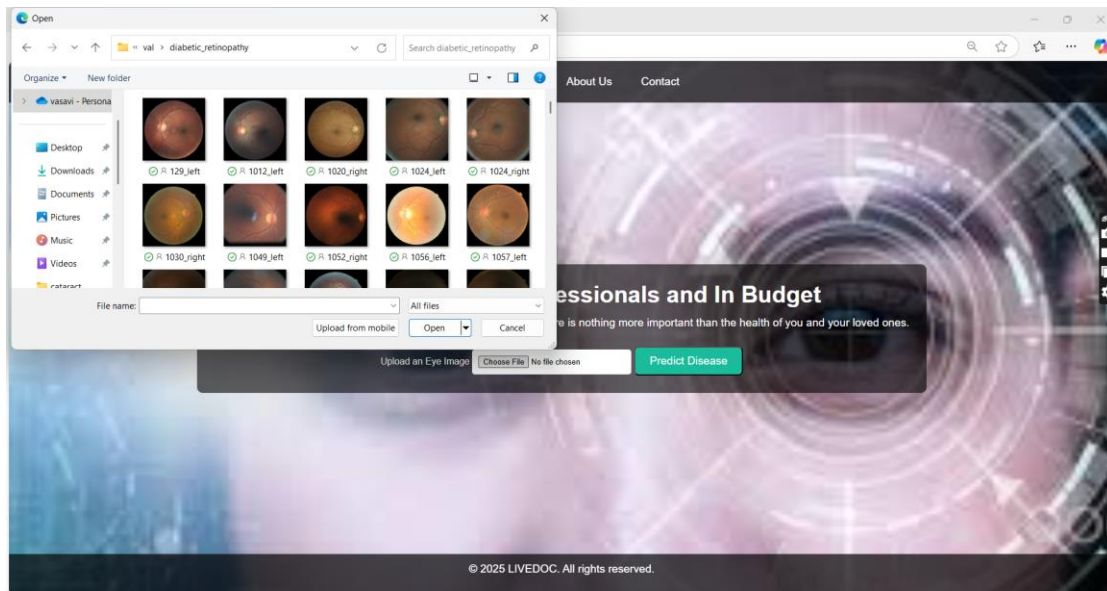 Open
val > diabetic_retinopathy
Search diabetic_retinopathy
Organize
New folder
vasavi - Persona
Desktop
Downloads
Documents
Pictures
Music
Videos
cataract
129_left
1012_left
1020_right
1024_left
1024_right
1030_right
1049_left
1052_right
1056_left
1057_left
File name:
All files
Upload from mobile
Open
Cancel
About Us
Contact
essionals and In Budget
e is nothing more important than the health of you and your loved ones.
Upload an Eye Image
Choose File
No file chosen
Predict Disease
© 2025 LIVEDOC. All rights reserved.